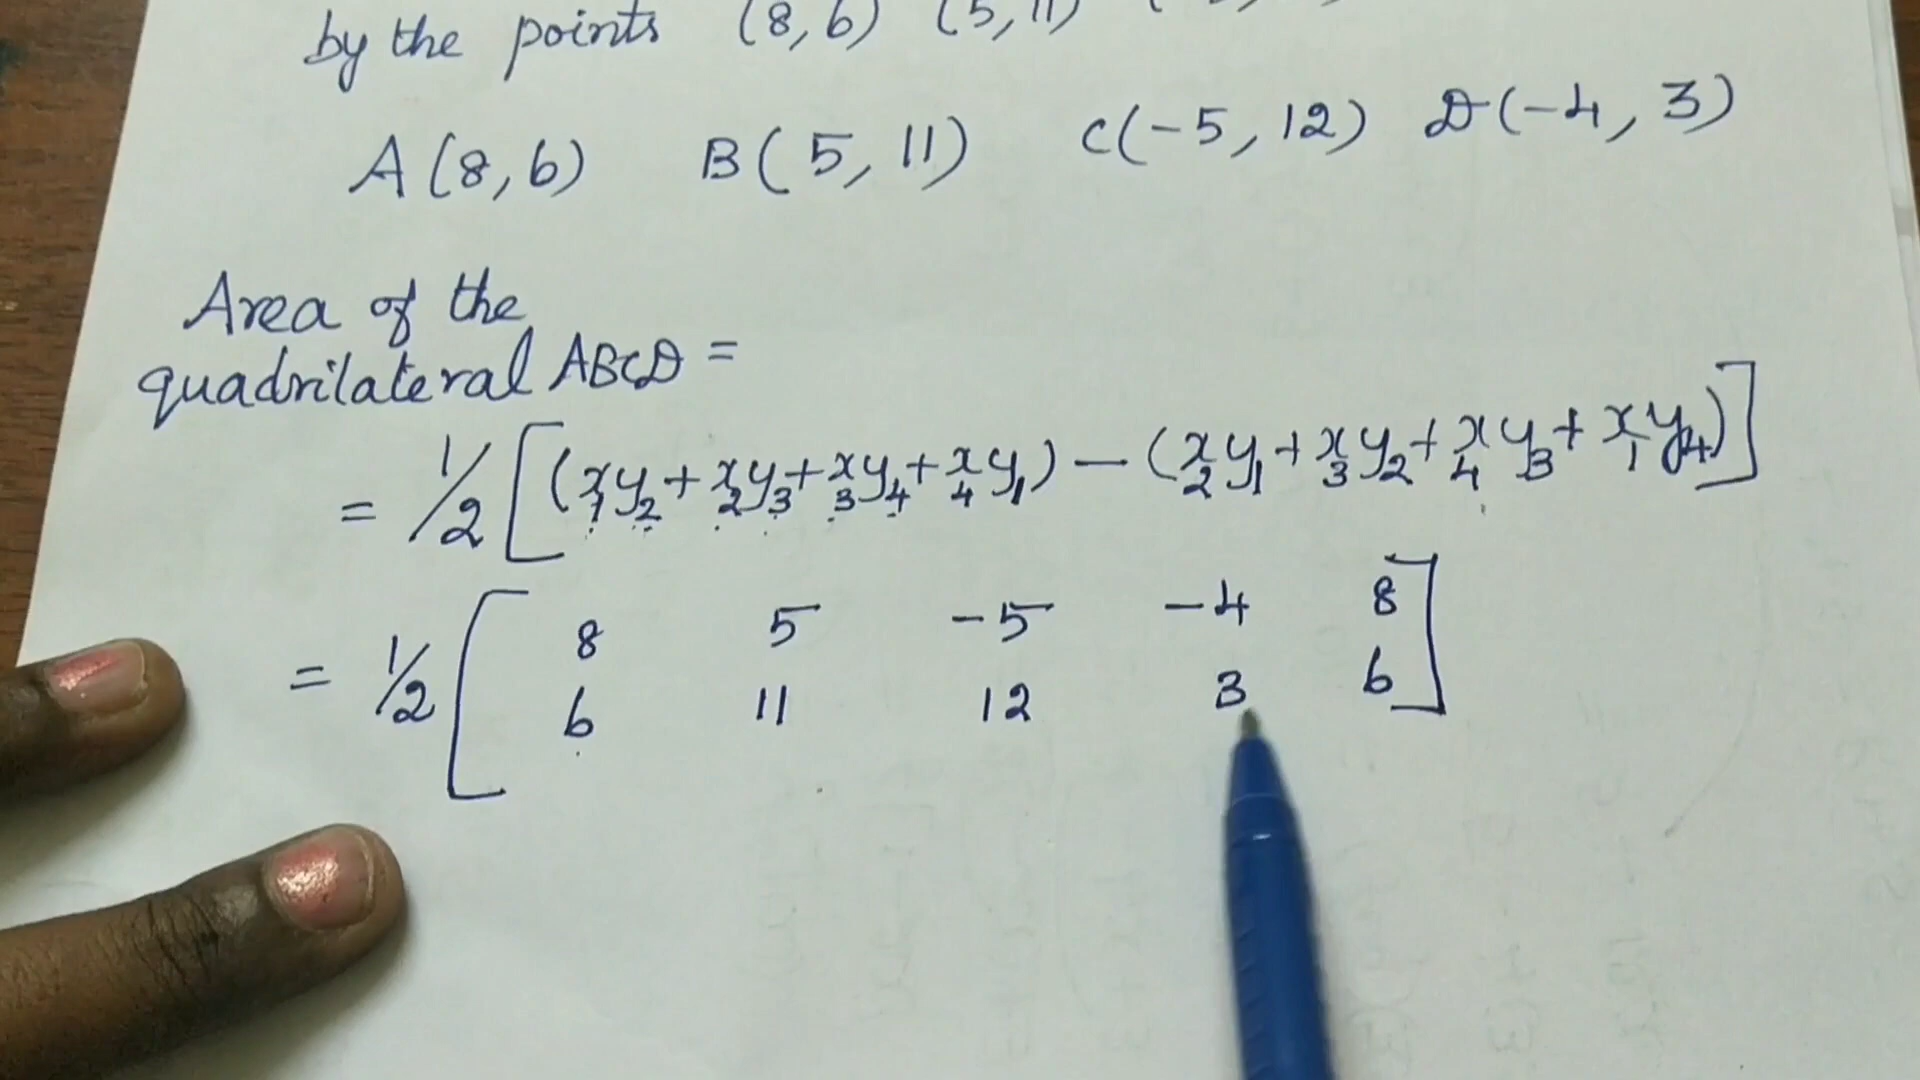 by the points (8, 6) (5, 11)
A (8, 6) B ( 5, 11) C(-5, 12) D(-4, 3)
Area of the
quadrilateral ABCD =
= 1/2 [(x₁y₂ + x₂y₃ + x₃y₄ + x₄y₁) - (x₂y₁ + x₃y₂ + x₄y₃ + x₁y₄)]
= 1/2 [ 8 5 -5 -4 8
6 11 12 3 6 ]